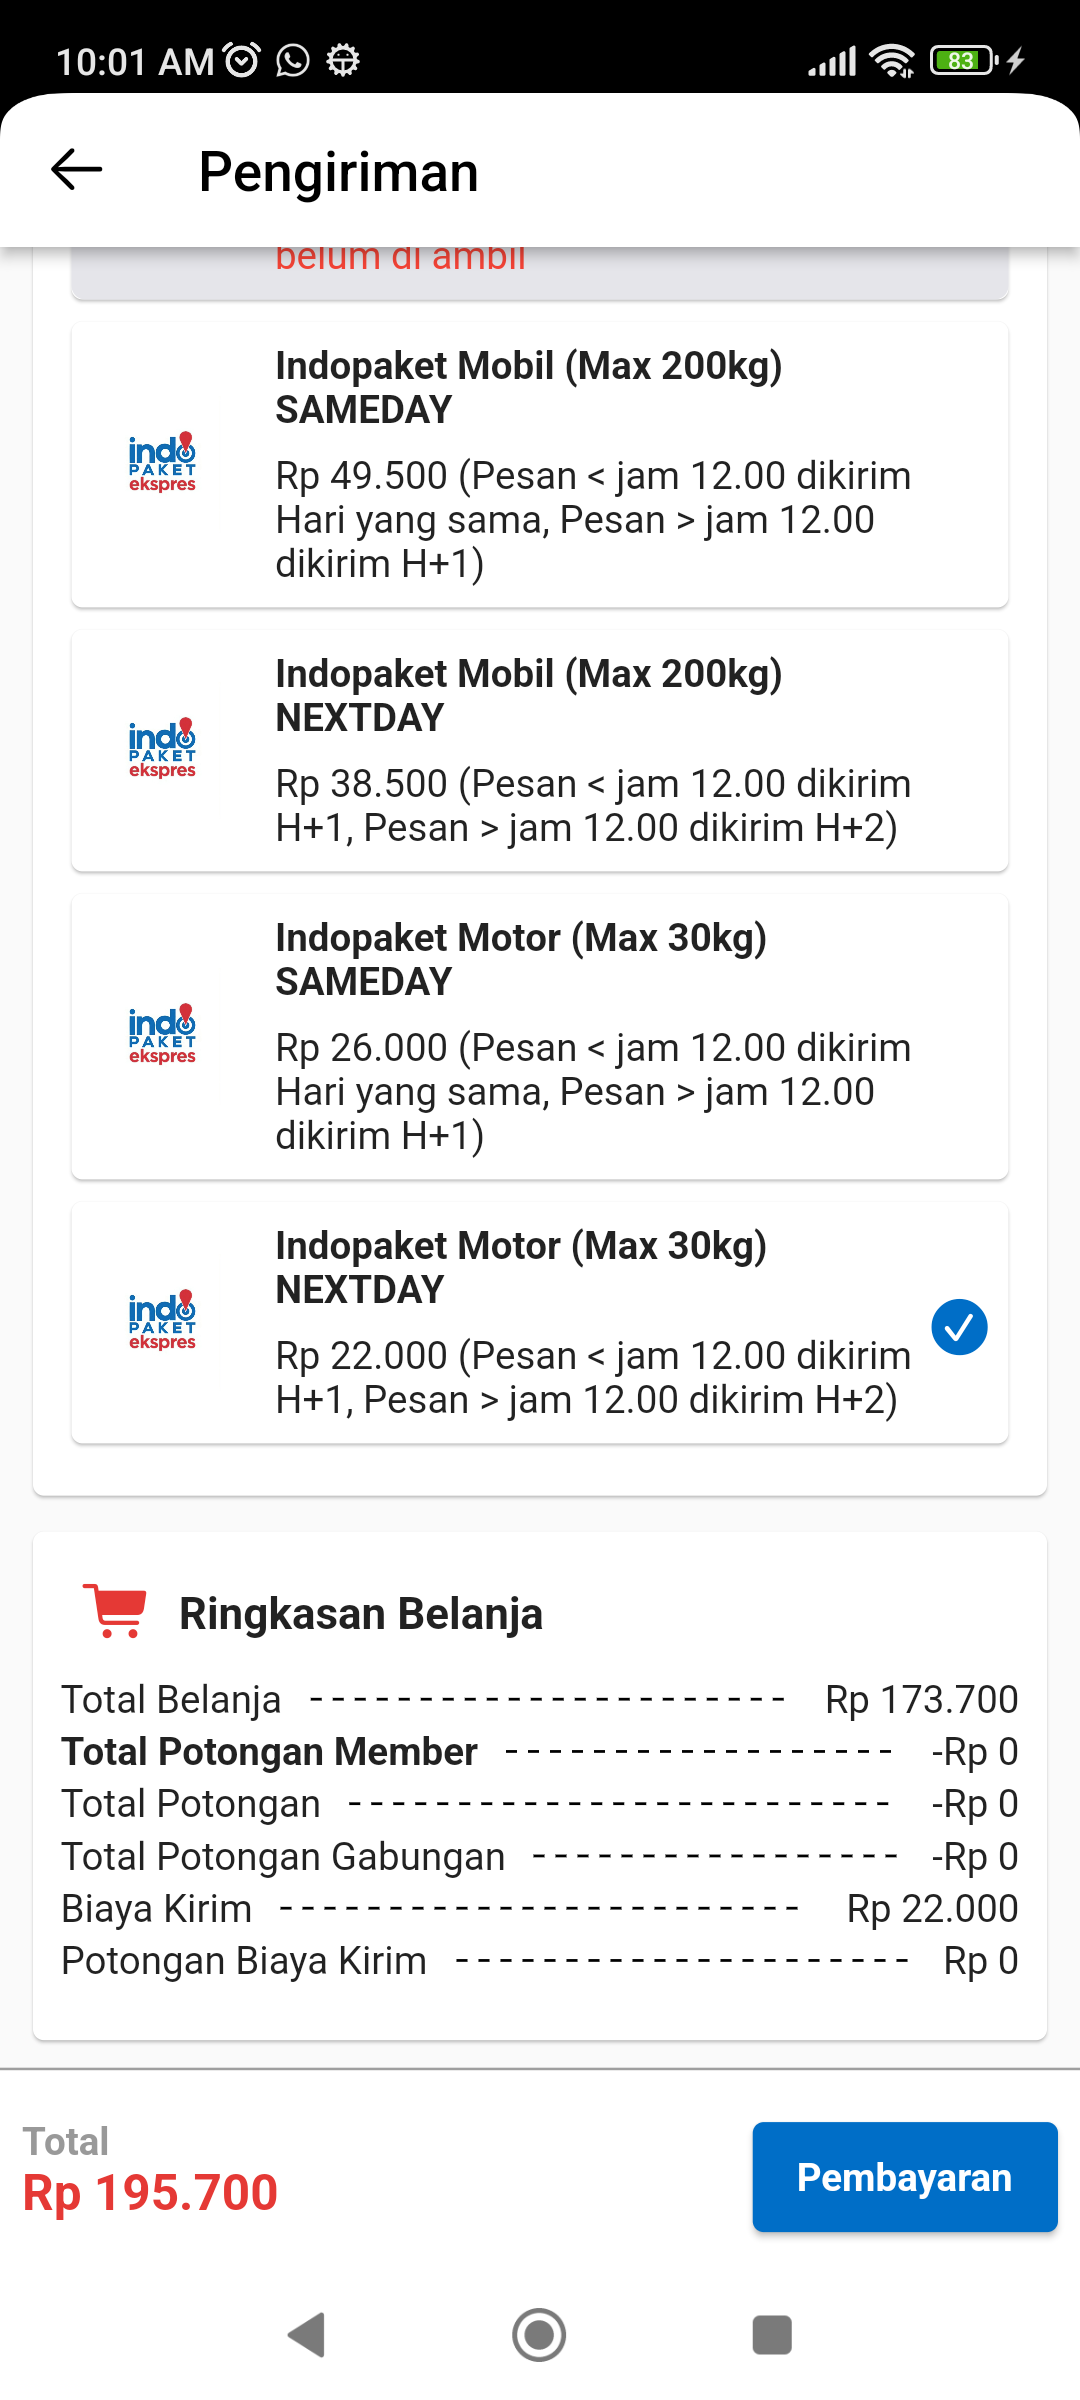 10:01 AM
83
Pengiriman
belum di ambil
Indopaket Mobil (Max 200kg)
SAMEDAY
indo
PAKET
ekspres
Rp 49.500 (Pesan < jam 12.00 dikirim
Hari yang sama, Pesan > jam 12.00
dikirim H+1)
Indopaket Mobil (Max 200kg)
NEXTDAY
indo
PAKET
ekspres
Rp 38.500 (Pesan < jam 12.00 dikirim
H+1, Pesan > jam 12.00 dikirim H+2)
Indopaket Motor (Max 30kg)
SAMEDAY
indo
PAKET
ekspres
Rp 26.000 (Pesan < jam 12.00 dikirim
Hari yang sama, Pesan > jam 12.00
dikirim H+1)
Indopaket Motor (Max 30kg)
NEXTDAY
indo
PAKET
ekspres
Rp 22.000 (Pesan < jam 12.00 dikirim
H+1, Pesan > jam 12.00 dikirim H+2)
Ringkasan Belanja
Total Belanja ---------------------- Rp 173.700
Total Potongan Member ------------------ -Rp 0
Total Potongan ------------------------- -Rp 0
Total Potongan Gabungan ----------------- -Rp 0
Biaya Kirim ------------------------ Rp 22.000
Potongan Biaya Kirim --------------------- Rp 0
Total
Rp 195.700
Pembayaran